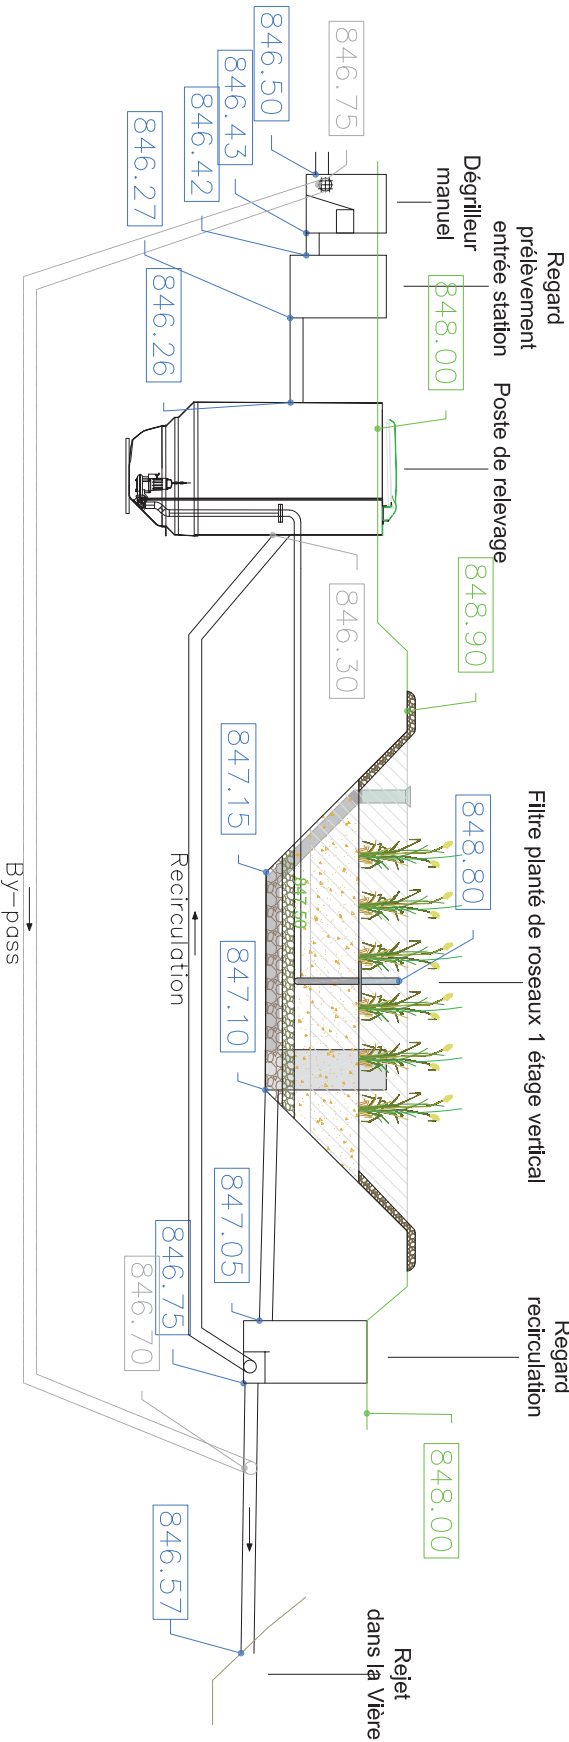 846.75
846.50
846.43
846.42
846.27
846.26
Dégrilleur
manuel
Regard
prélèvement
entrée station
848.00
Poste de relevage
846.30
848.90
Filtre planté de roseaux 1 étage vertical
848.80
847.15
847.50
847.10
847.05
846.75
846.70
Recirculation
By-pass
Regard
recirculation
848.00
846.57
Rejet
dans la Vière